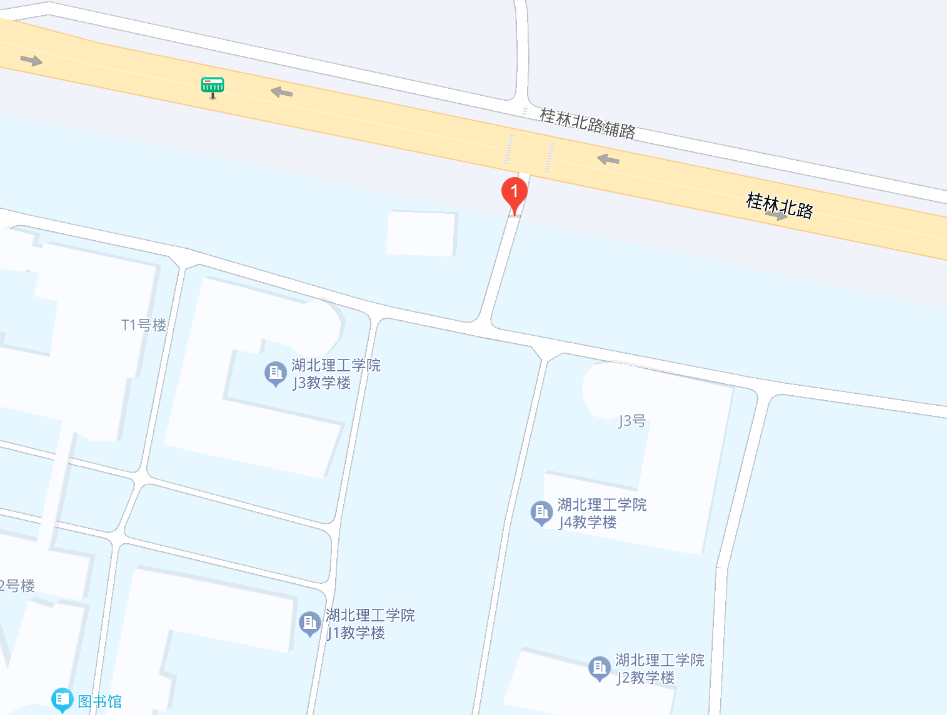 桂林北路辅路
1
桂林北路
T1号楼
湖北理工学院
J3教学楼
J3号
湖北理工学院
J4教学楼
2号楼
湖北理工学院
J1教学楼
湖北理工学院
J2教学楼
图书馆